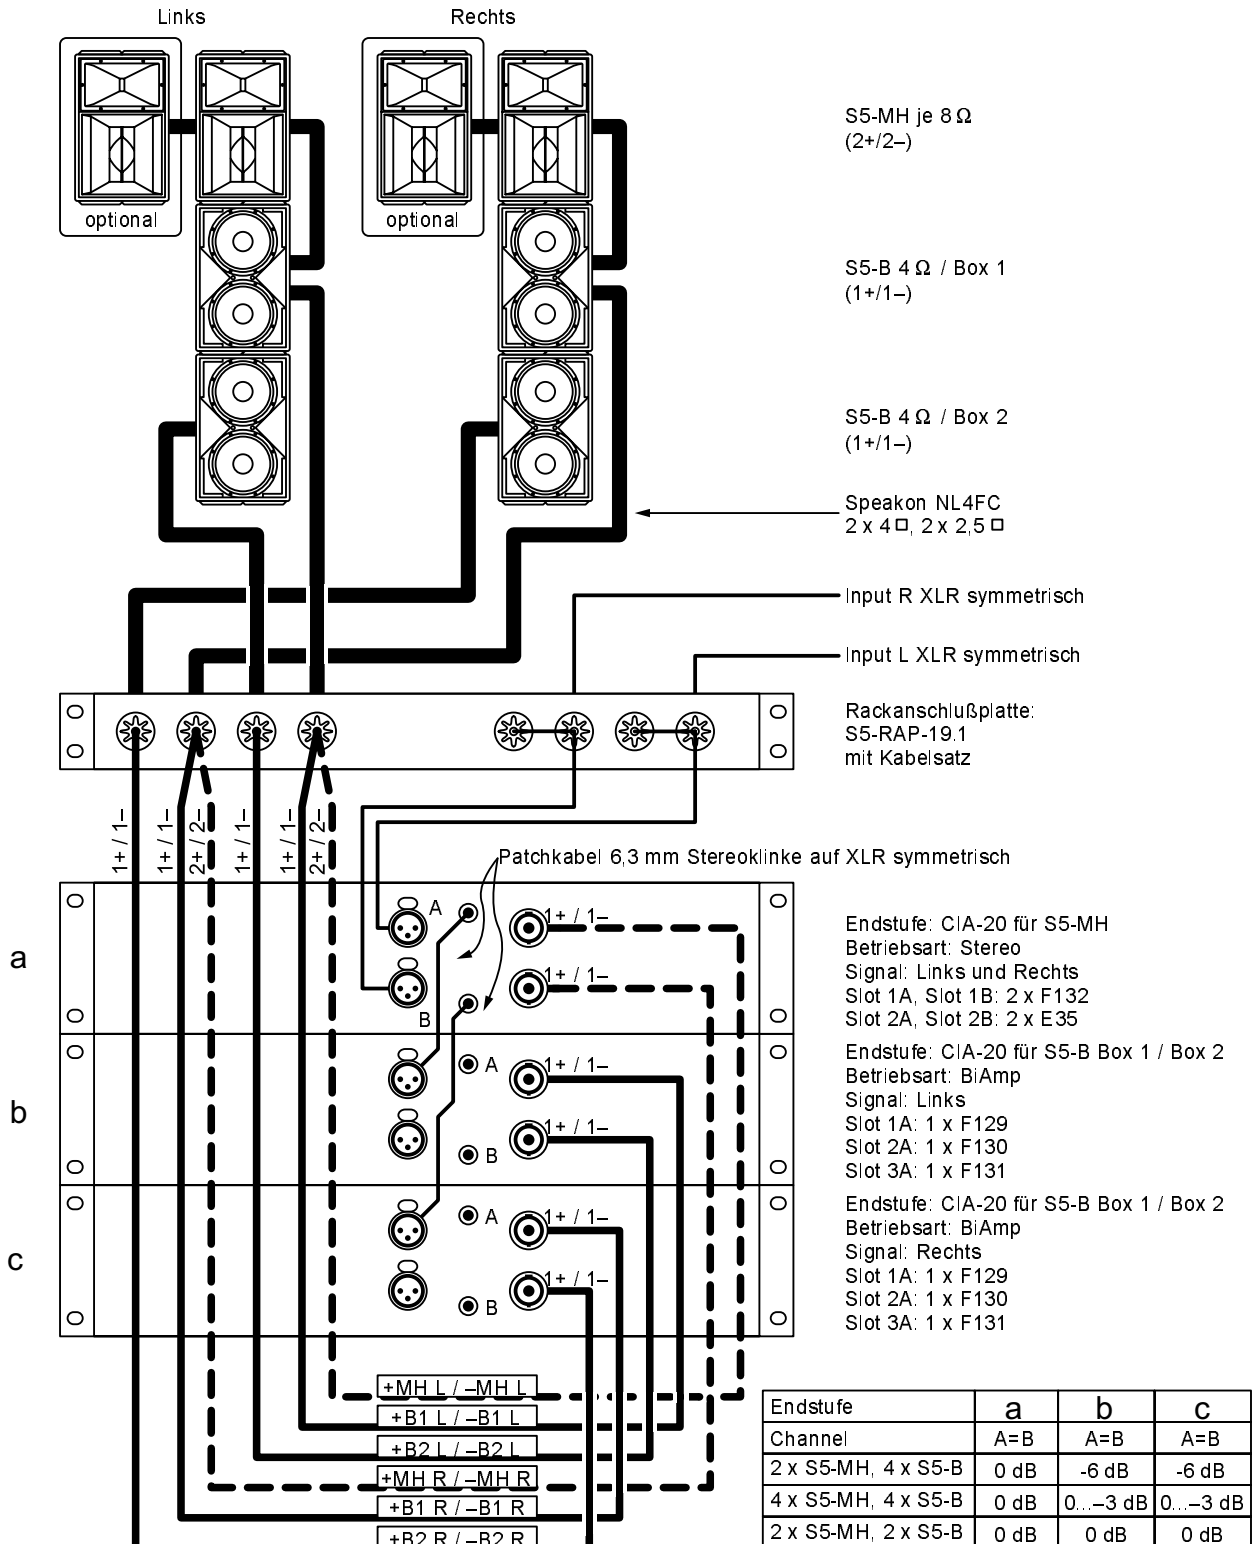 Links
Rechts
optional
optional
S5-MH je 8 Ω
(2+/2–)
S5-B 4 Ω / Box 1
(1+/1–)
S5-B 4 Ω / Box 2
(1+/1–)
Speakon NL4FC
2 x 4 □, 2 x 2,5 □
Input R XLR symmetrisch
Input L XLR symmetrisch
Rackanschlußplatte:
S5-RAP-19.1
mit Kabelsatz
1+ / 1–
1+ / 1–
2+ / 2–
1+ / 1–
1+ / 1–
2+ / 2–
Patchkabel 6,3 mm Stereoklinke auf XLR symmetrisch
a
A
1+ / 1–
1+ / 1–
B
Endstufe: CIA-20 für S5-MH
Betriebsart: Stereo
Signal: Links und Rechts
Slot 1A, Slot 1B: 2 x F132
Slot 2A, Slot 2B: 2 x E35
b
A
1+ / 1–
1+ / 1–
B
Endstufe: CIA-20 für S5-B Box 1 / Box 2
Betriebsart: BiAmp
Signal: Links
Slot 1A: 1 x F129
Slot 2A: 1 x F130
Slot 3A: 1 x F131
c
A
1+ / 1–
1+ / 1–
B
Endstufe: CIA-20 für S5-B Box 1 / Box 2
Betriebsart: BiAmp
Signal: Rechts
Slot 1A: 1 x F129
Slot 2A: 1 x F130
Slot 3A: 1 x F131
+MH L / –MH L
+B1 L / –B1 L
+B2 L / –B2 L
+MH R / –MH R
+B1 R / –B1 R
+B2 R / –B2 R
Endstufe a b c
Channel A=B A=B A=B
2 x S5-MH, 4 x S5-B 0 dB -6 dB -6 dB
4 x S5-MH, 4 x S5-B 0 dB 0...–3 dB 0...–3 dB
2 x S5-MH, 2 x S5-B 0 dB 0 dB 0 dB